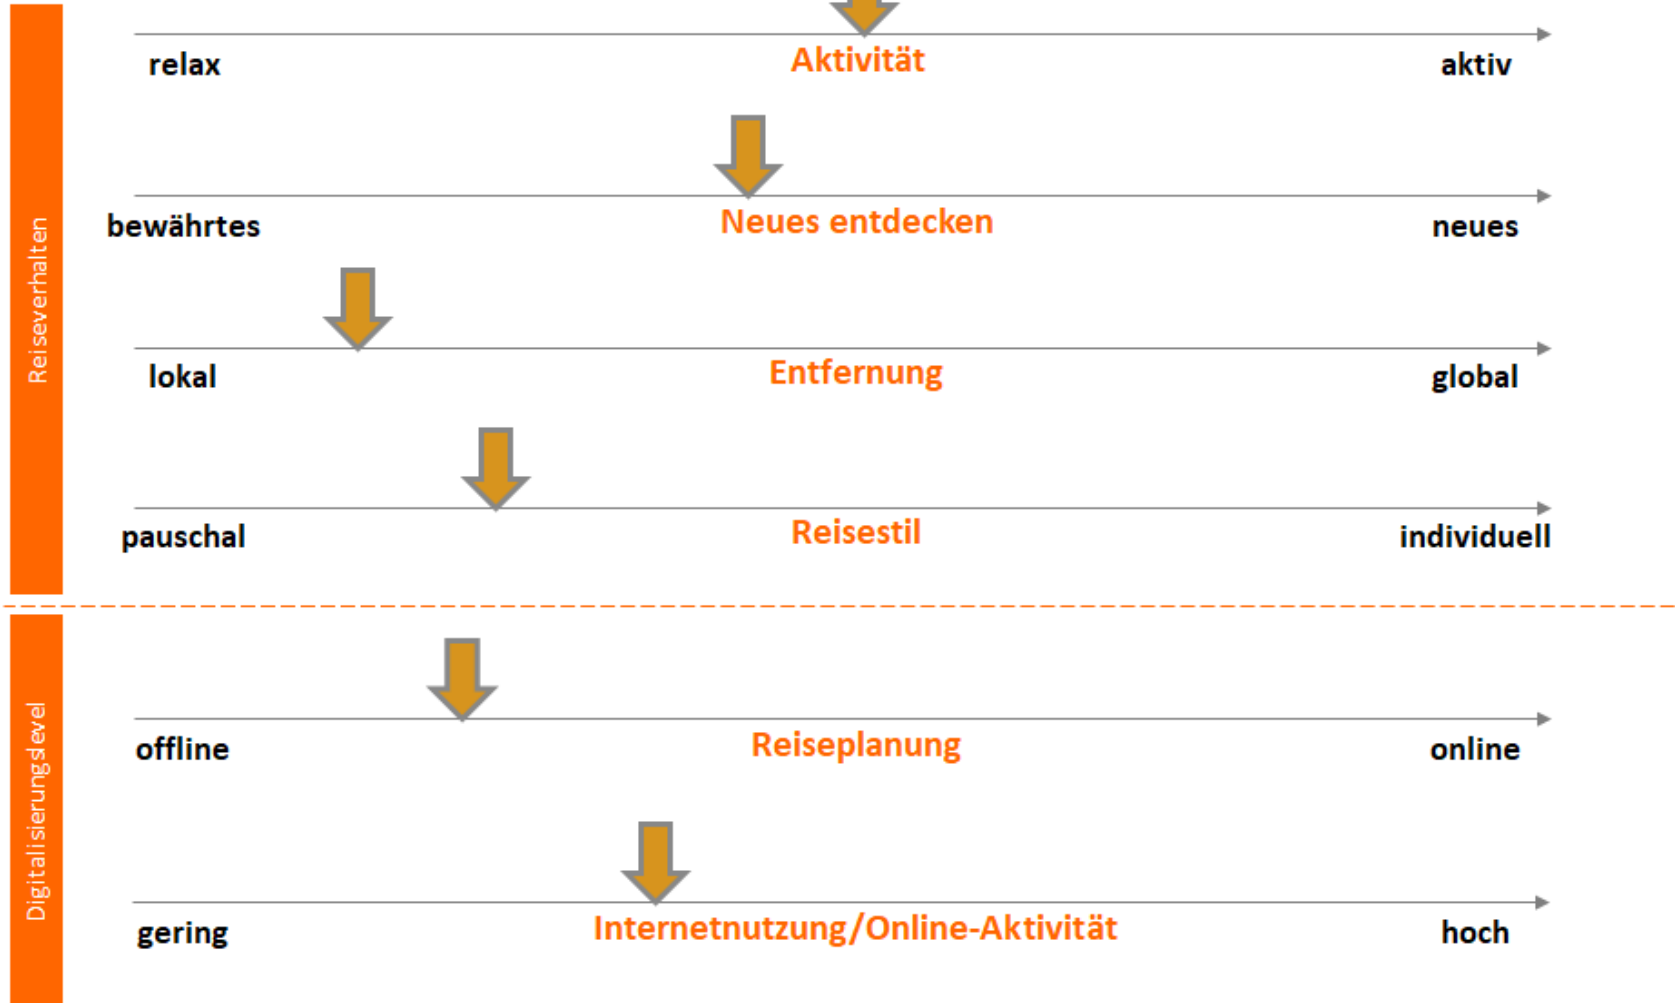 Reiseverhalten
Aktivität
relax
aktiv
Neues entdecken
bewährtes
neues
Entfernung
lokal
global
Reisestil
pauschal
individuell
Digitalisierungslevel
Reiseplanung
offline
online
Internetnutzung/Online-Aktivität
gering
hoch